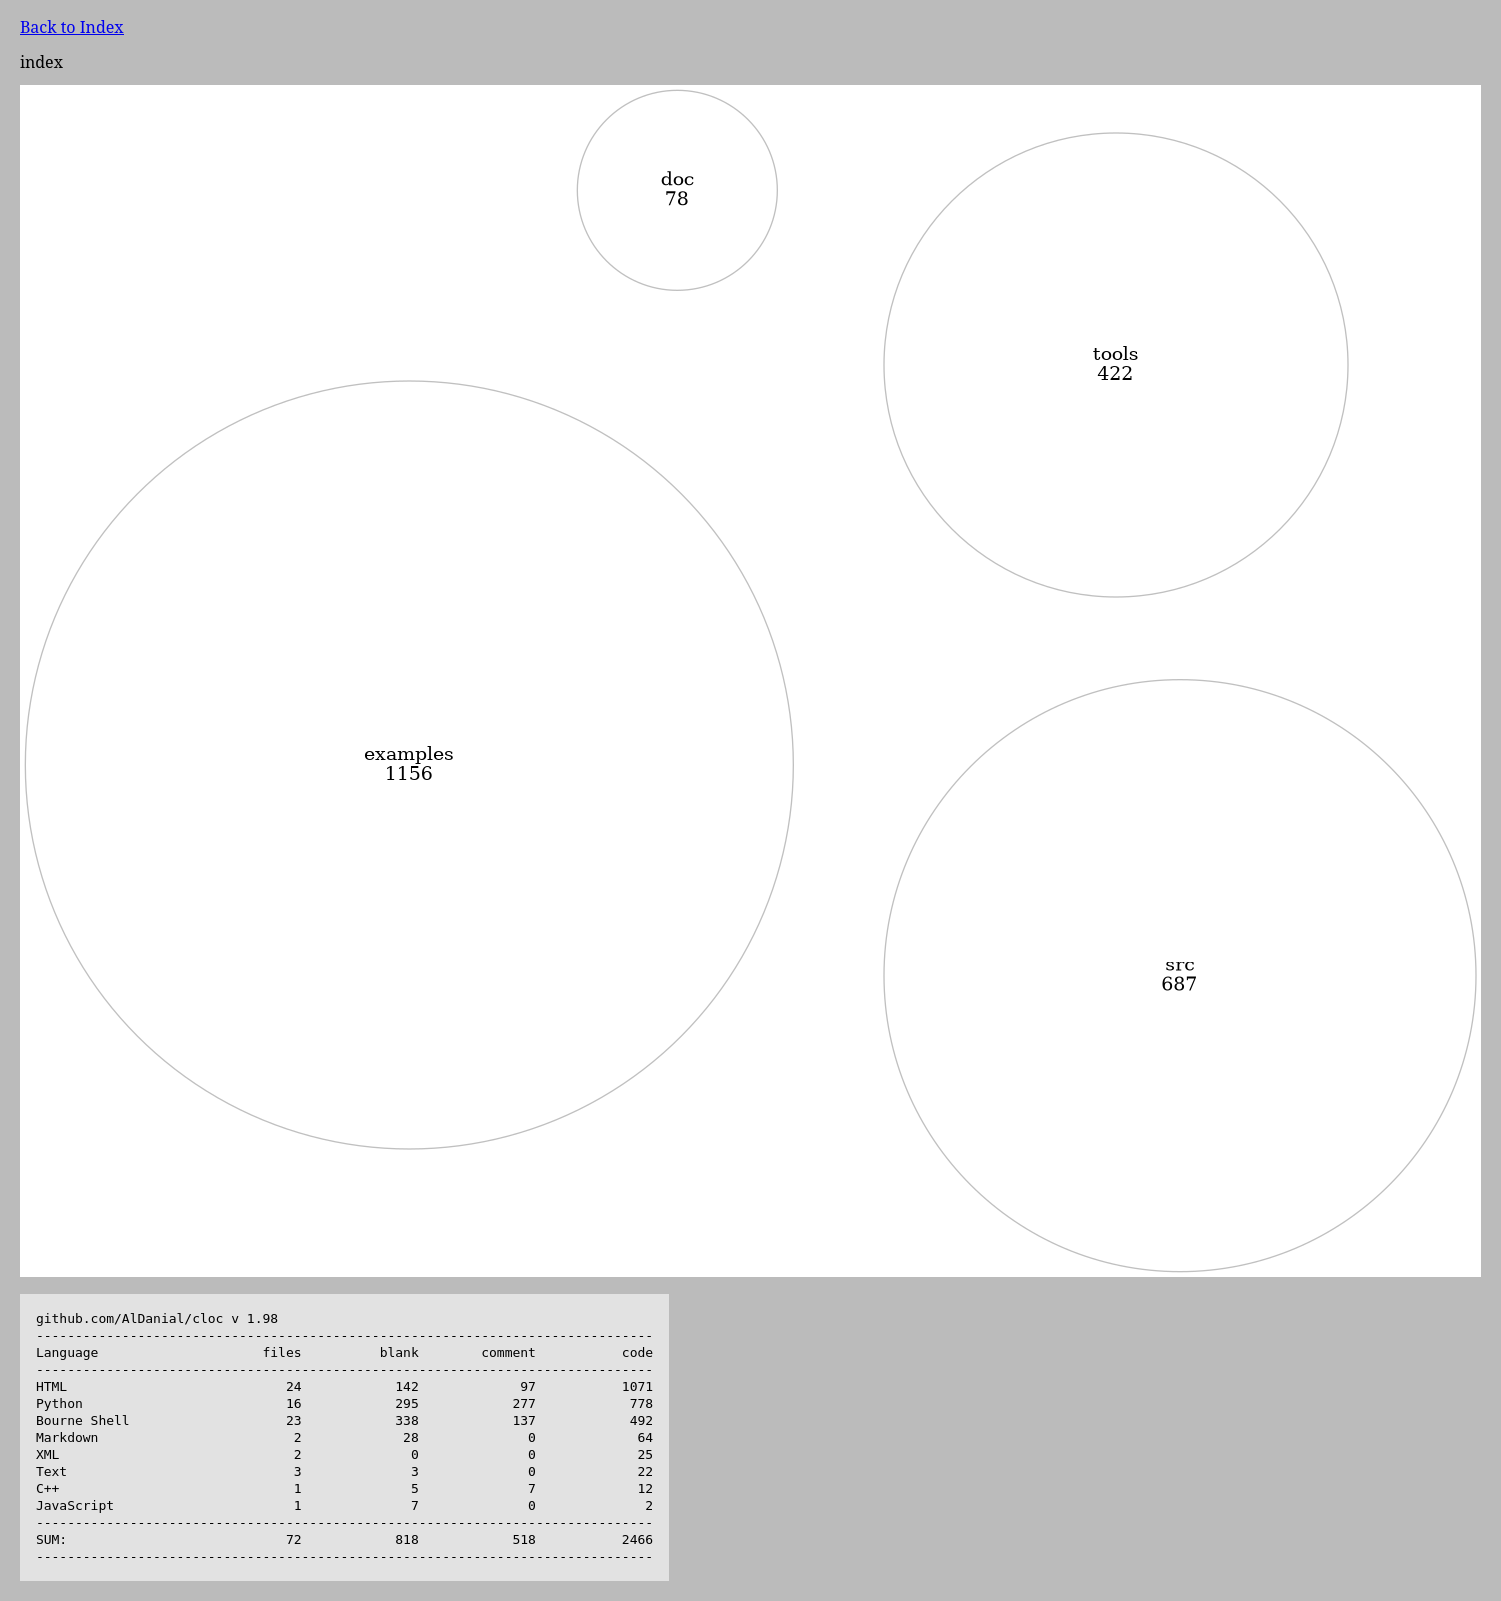 Back to Index
index
doc
78
tools
422
examples
1156
src
687
github.com/AlDanial/cloc v 1.98
-------------------------------------------------------------------------------
Language                     files          blank        comment           code
-------------------------------------------------------------------------------
HTML                            24            142             97           1071
Python                          16            295            277            778
Bourne Shell                    23            338            137            492
Markdown                         2             28              0             64
XML                              2              0              0             25
Text                             3              3              0             22
C++                              1              5              7             12
JavaScript                       1              7              0              2
-------------------------------------------------------------------------------
SUM:                            72            818            518           2466
-------------------------------------------------------------------------------